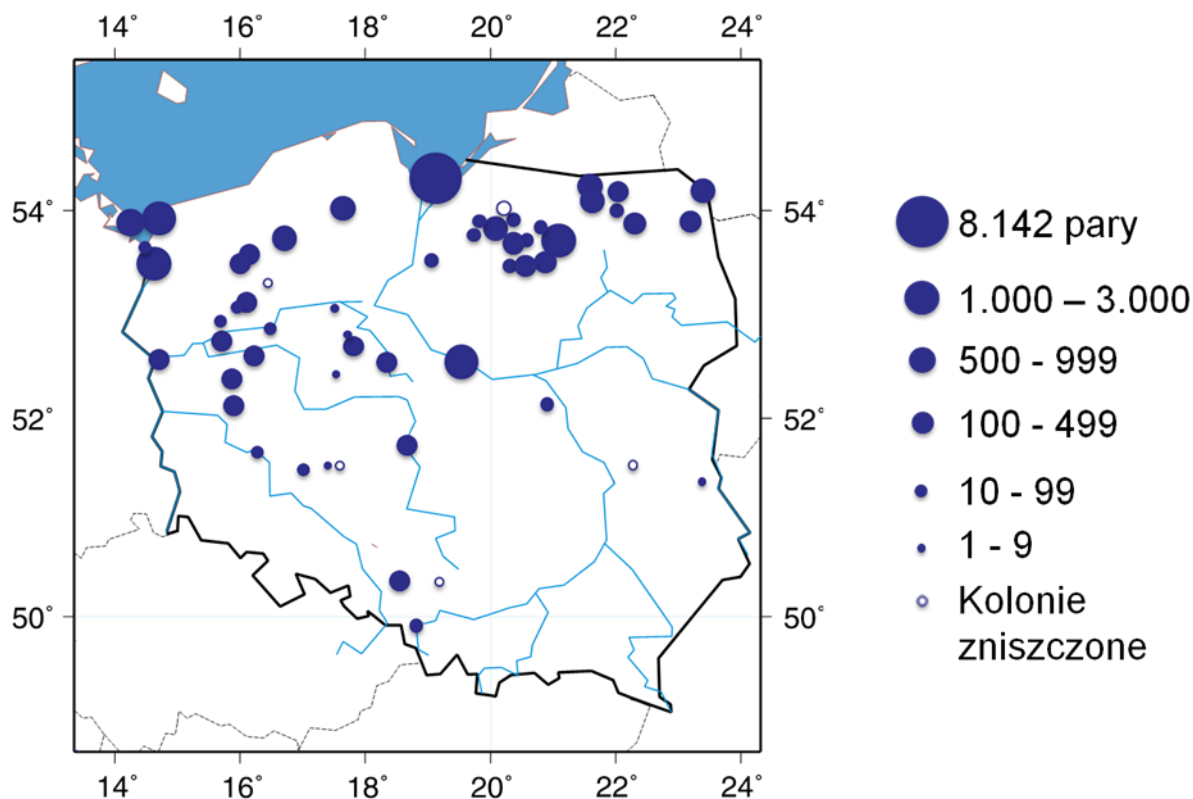 14˚ 16˚ 18˚ 20˚ 22˚ 24˚
54˚ 54˚
52˚ 52˚
50˚ 50˚
14˚ 16˚ 18˚ 20˚ 22˚ 24˚
8.142 pary
1.000 – 3.000
500 - 999
100 - 499
10 - 99
1 - 9
Kolonie
zniszczone